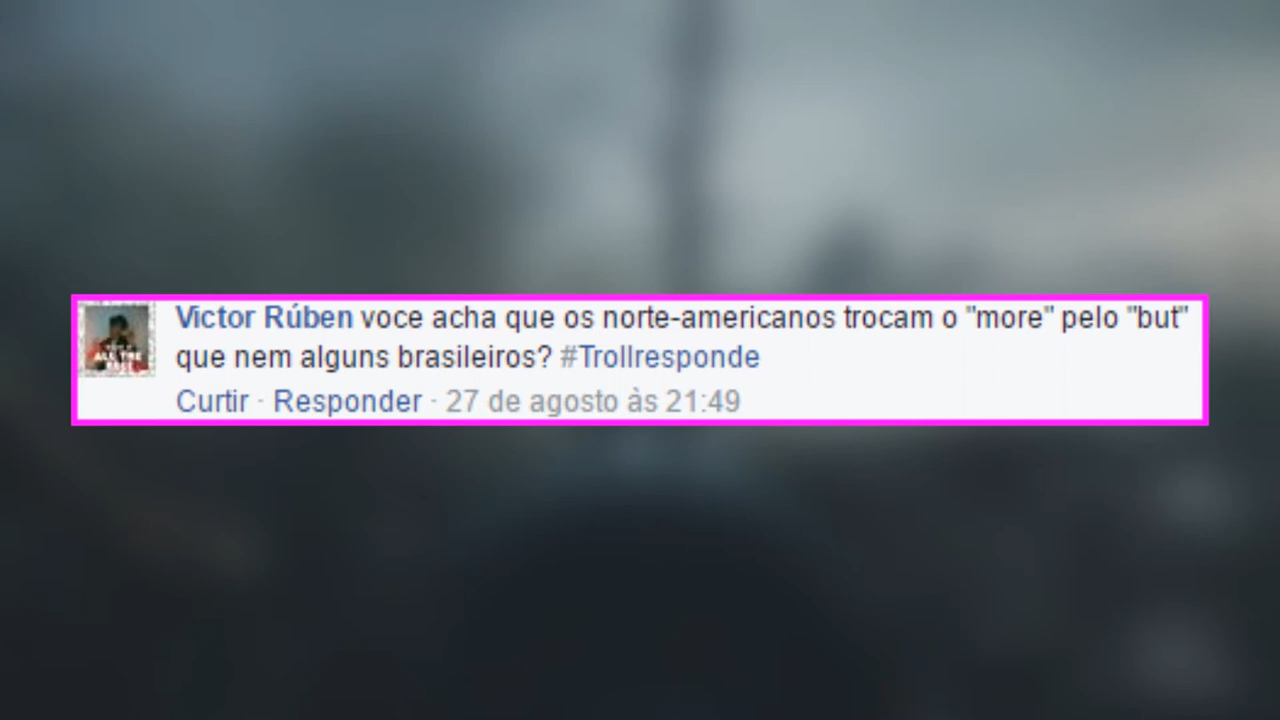 Victor Rúben voce acha que os norte-americanos trocam o "more" pelo "but"
que nem alguns brasileiros? #Trollresponde
Curtir · Responder · 27 de agosto às 21:49